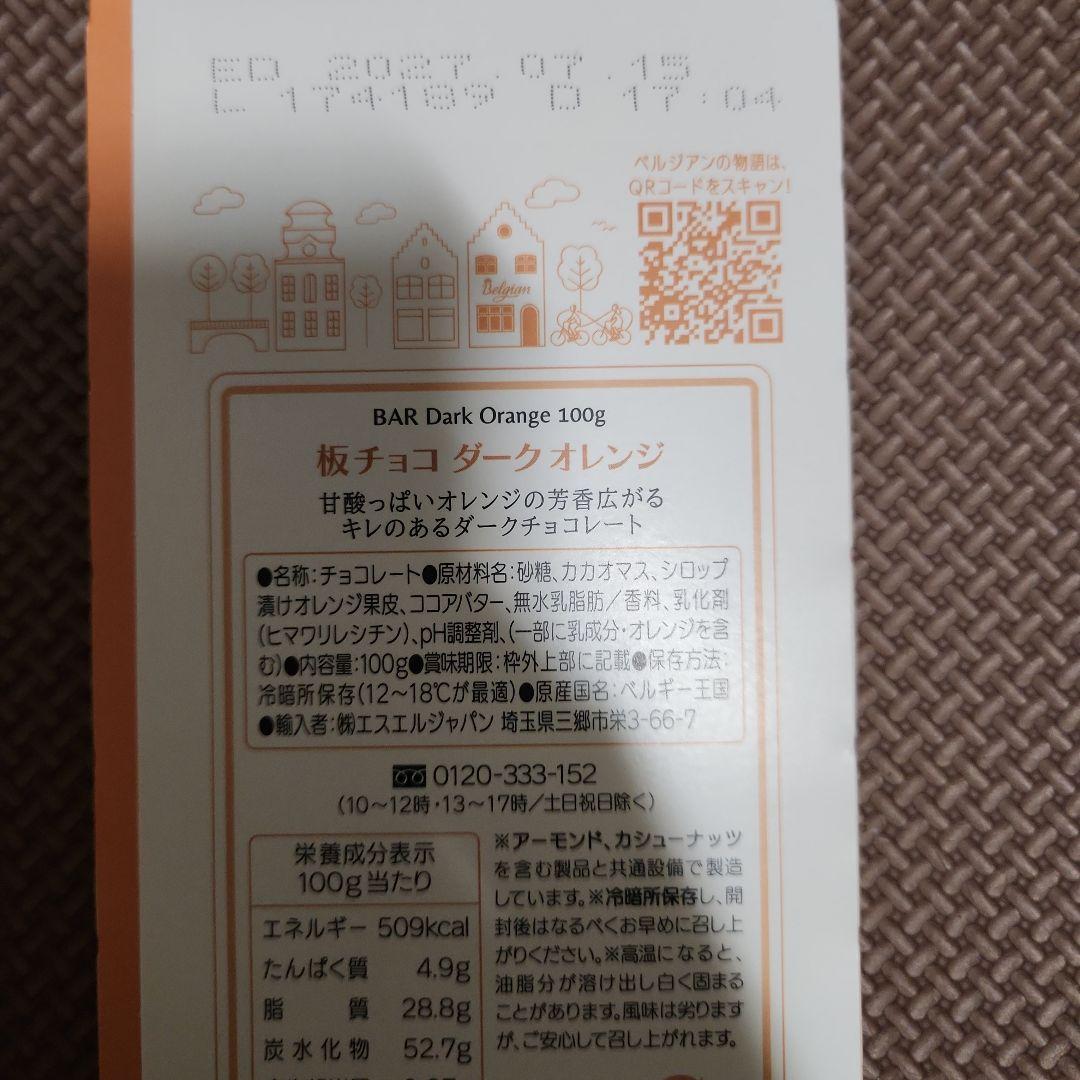 ED 2027.07.15
L 174189 D 17:04
ベルジアンの物語は、
QRコードをスキャン!
Belgian
BAR Dark Orange 100g
板チョコ ダークオレンジ
甘酸っぱいオレンジの芳香広がる
キレのあるダークチョコレート
●名称:チョコレート●原材料名:砂糖、カカオマス、シロップ
漬けオレンジ果皮、ココアバター、無水乳脂肪/香料、乳化剤
(ヒマワリレシチン)、pH調整剤、(一部に乳成分・オレンジを含
む)●内容量:100g●賞味期限:枠外上部に記載●保存方法:
冷暗所保存(12~18℃が最適)●原産国名:ベルギー王国
●輸入者:㈱エスエルジャパン 埼玉県三郷市栄3-66-7
0120-333-152
(10~12時・13~17時/土日祝日除く)
栄養成分表示
100g当たり
エネルギー 509kcal
たんぱく質 4.9g
脂質 28.8g
炭水化物 52.7g
※アーモンド、カシューナッツ
を含む製品と共通設備で製造
しています。※冷暗所保存し、開
封後はなるべくお早めに召し上
がりください。※高温になると、
油脂分が溶け出し白く固まる
ことがあります。風味は劣ります
が、ご安心して召し上がれます。